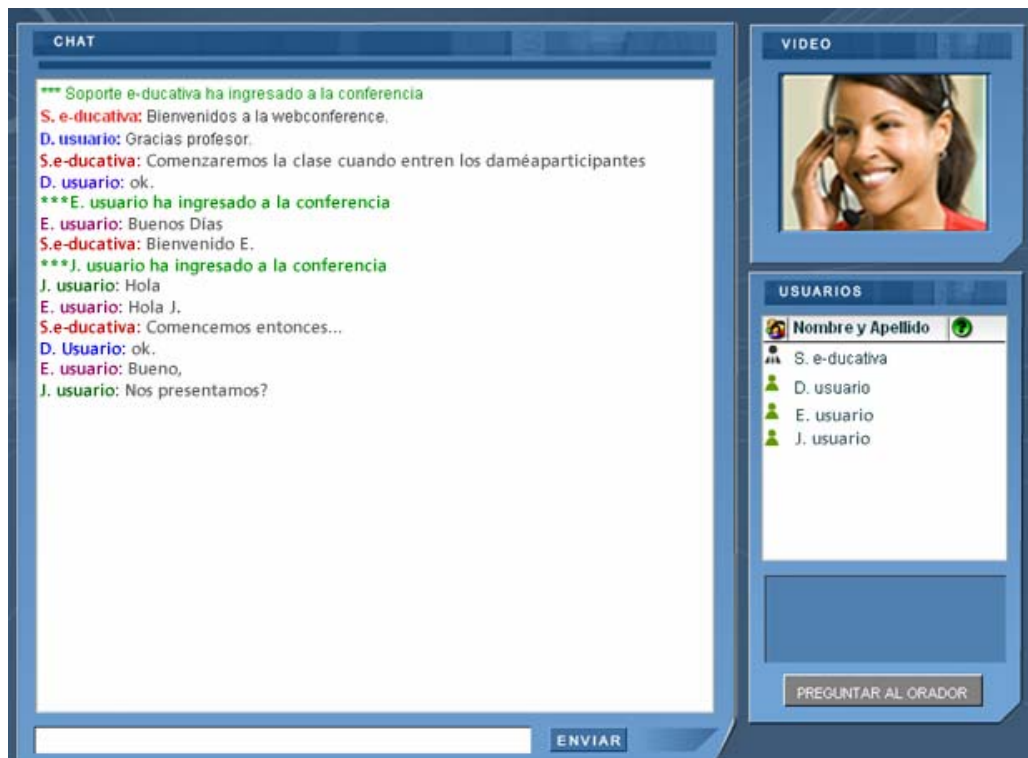 CHAT
*** Soporte e-ducativa ha ingresado a la conferencia
S. e-ducativa: Bienvenidos a la webconference.
D. usuario: Gracias profesor.
S.e-ducativa: Comenzaremos la clase cuando entren los daméaparticipantes
D. usuario: ok.
***E. usuario ha ingresado a la conferencia
E. usuario: Buenos Días
S.e-ducativa: Bienvenido E.
***J. usuario ha ingresado a la conferencia
J. usuario: Hola
E. usuario: Hola J.
S.e-ducativa: Comencemos entonces...
D. Usuario: ok.
E. usuario: Bueno,
J. usuario: Nos presentamos?
ENVIAR
VIDEO
USUARIOS
Nombre y Apellido ?
S. e-ducativa
D. usuario
E. usuario
J. usuario
PREGUNTAR AL ORADOR